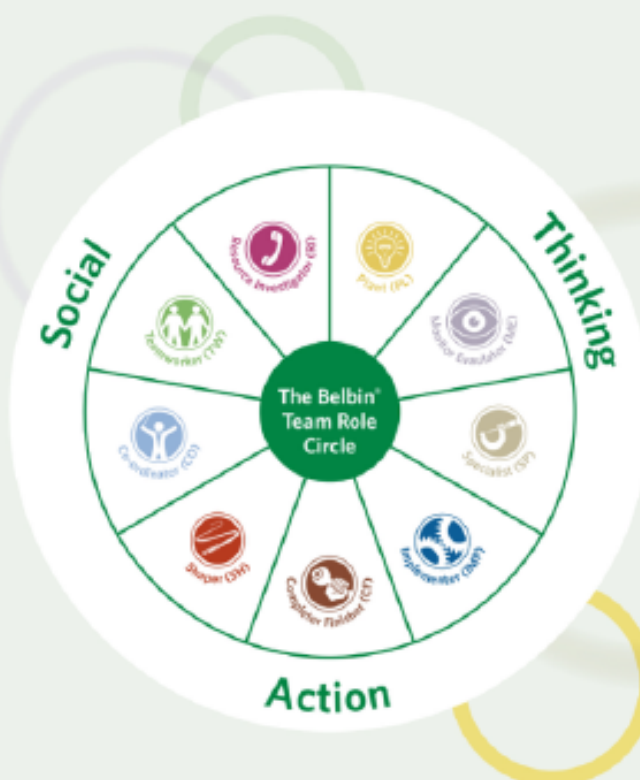 Social
Thinking
Action
The Belbin®
Team Role
Circle
Resource Investigator (RI)
Plant (PL)
Monitor Evaluator (ME)
Specialist (SP)
Implementer (IMP)
Completer Finisher (CF)
Shaper (SH)
Co-ordinator (CO)
Teamworker (TW)